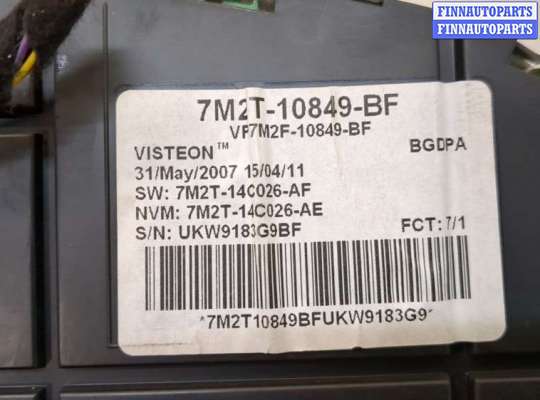 FINNAUTOPARTS
FINNAUTOPARTS
7M2T-10849-BF
VP7M2F-10849-BF
VISTEON™ BGDPA
31/May/2007 15/04/11
SW: 7M2T-14C026-AF
NVM: 7M2T-14C026-AE
S/N: UKW9183G9BF FCT: 7/1
*7M2T10849BFUKW9183G9*